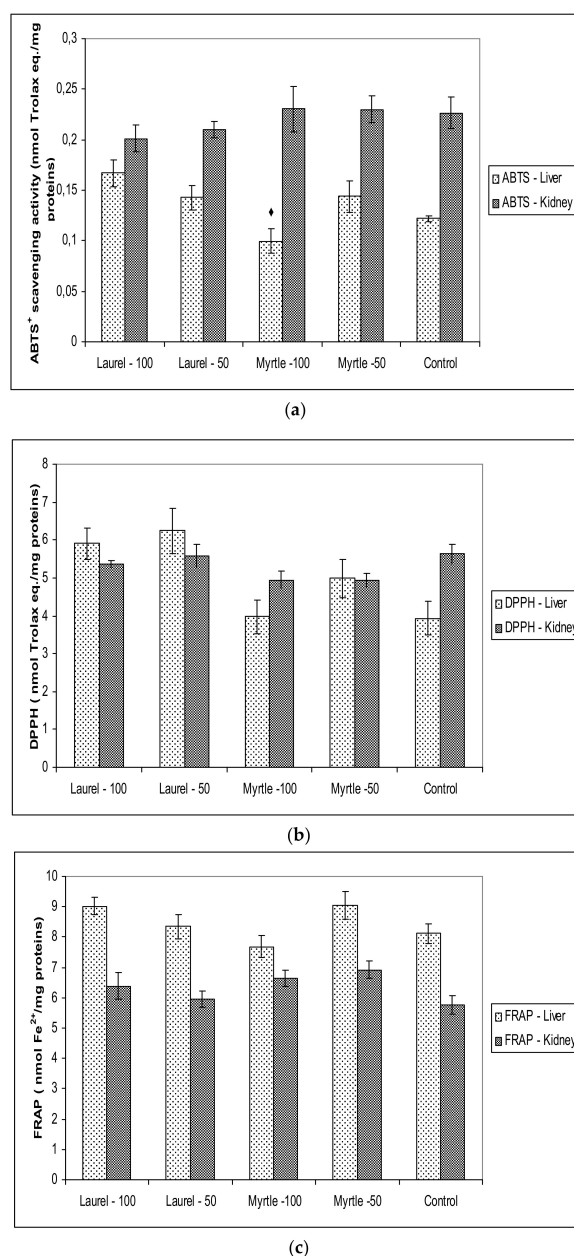 0,3
0,25
0,2
0,15
0,1
0,05
0
ABTS+ scavenging activity (nmol Trolax eq./mg
proteins)
Laurel - 100 Laurel - 50 Myrtle -100 Myrtle -50 Control
ABTS - Liver
ABTS - Kidney
(a)
8
7
6
5
4
3
2
1
0
DPPH ( nmol Trolax eq./mg proteins)
Laurel - 100 Laurel - 50 Myrtle -100 Myrtle -50 Control
DPPH - Liver
DPPH - Kidney
(b)
10
9
8
7
6
5
4
3
2
1
0
FRAP ( nmol Fe2+/mg proteins)
Laurel - 100 Laurel - 50 Myrtle -100 Myrtle -50 Control
FRAP - Liver
FRAP - Kidney
(c)